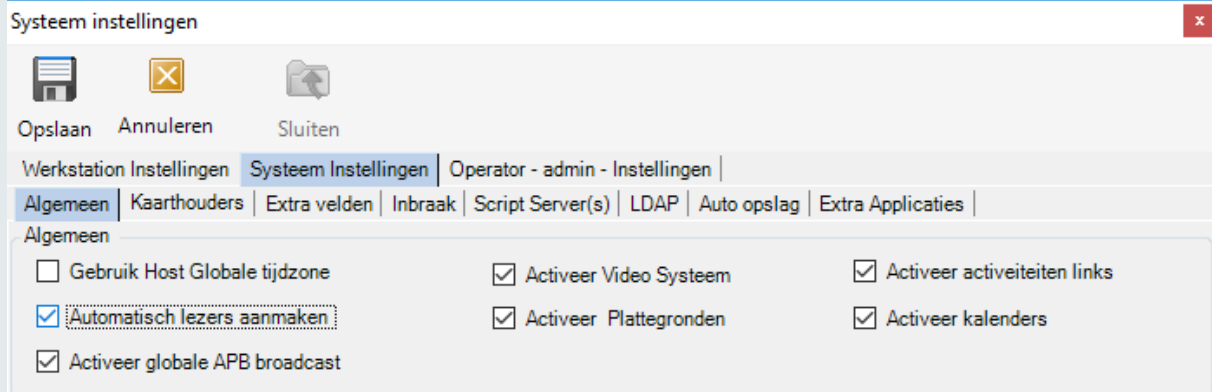 Systeem instellingen x
Opslaan Annuleren Sluiten
Werkstation Instellingen Systeem Instellingen Operator - admin - Instellingen
Algemeen Kaarthouders Extra velden Inbraak Script Server(s) LDAP Auto opslag Extra Applicaties
Algemeen
Gebruik Host Globale tijdzone Activeer Video Systeem Activeer activeiteiten links
Automatisch lezers aanmaken Activeer Plattegronden Activeer kalenders
Activeer globale APB broadcast